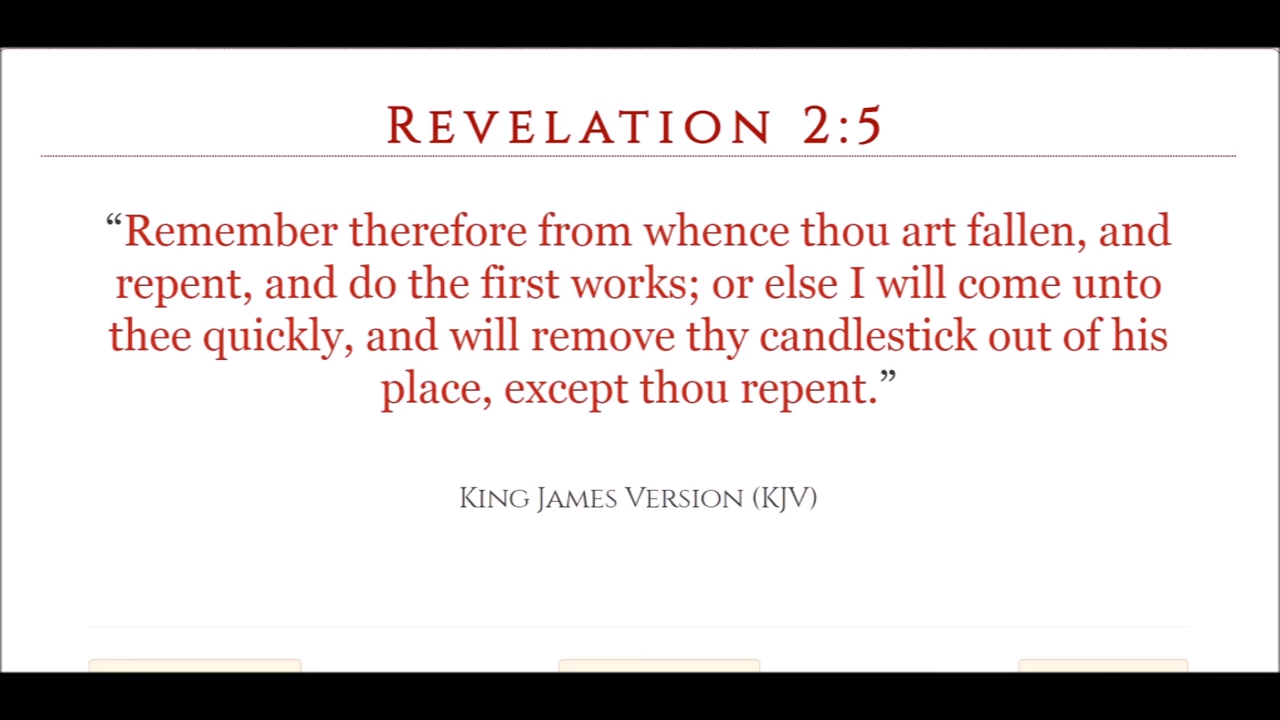 Revelation 2:5
“Remember therefore from whence thou art fallen, and
repent, and do the first works; or else I will come unto
thee quickly, and will remove thy candlestick out of his
place, except thou repent.”
King James Version (KJV)